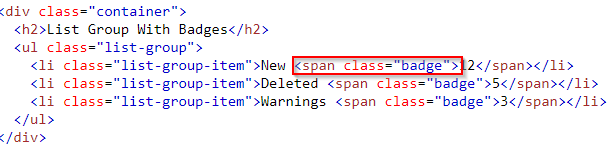 <div class="container">
<h2>List Group With Badges</h2>
<ul class="list-group">
<li class="list-group-item">New <span class="badge">12</span></li>
<li class="list-group-item">Deleted <span class="badge">5</span></li>
<li class="list-group-item">Warnings <span class="badge">3</span></li>
</ul>
</div>